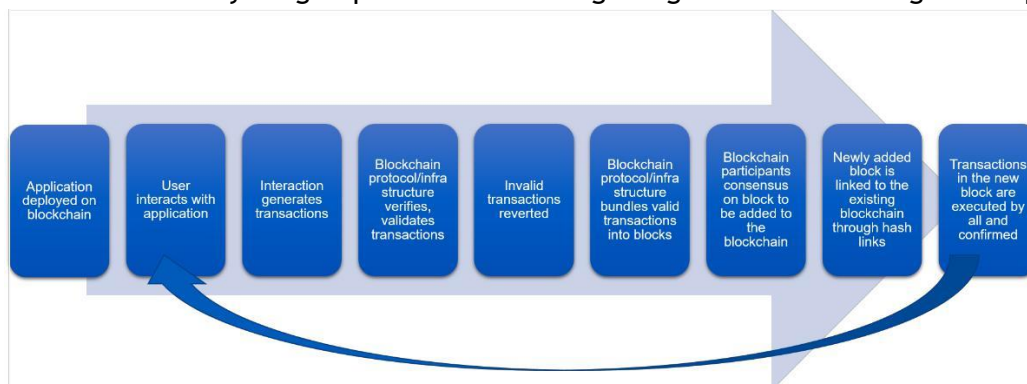 Application
deployed on
blockchain
User
interacts with
application
Interaction
generates
transactions
Blockchain
protocol/infra
structure
verifies,
validates
transactions
Invalid
transactions
reverted
Blockchain
protocol/infra
structure
bundles valid
transactions
into blocks
Blockchain
participants
consensus
on block to
be added to
the
blockchain
Newly added
block is
linked to the
existing
blockchain
through hash
links
Transactions
in the new
block are
executed by
all and
confirmed